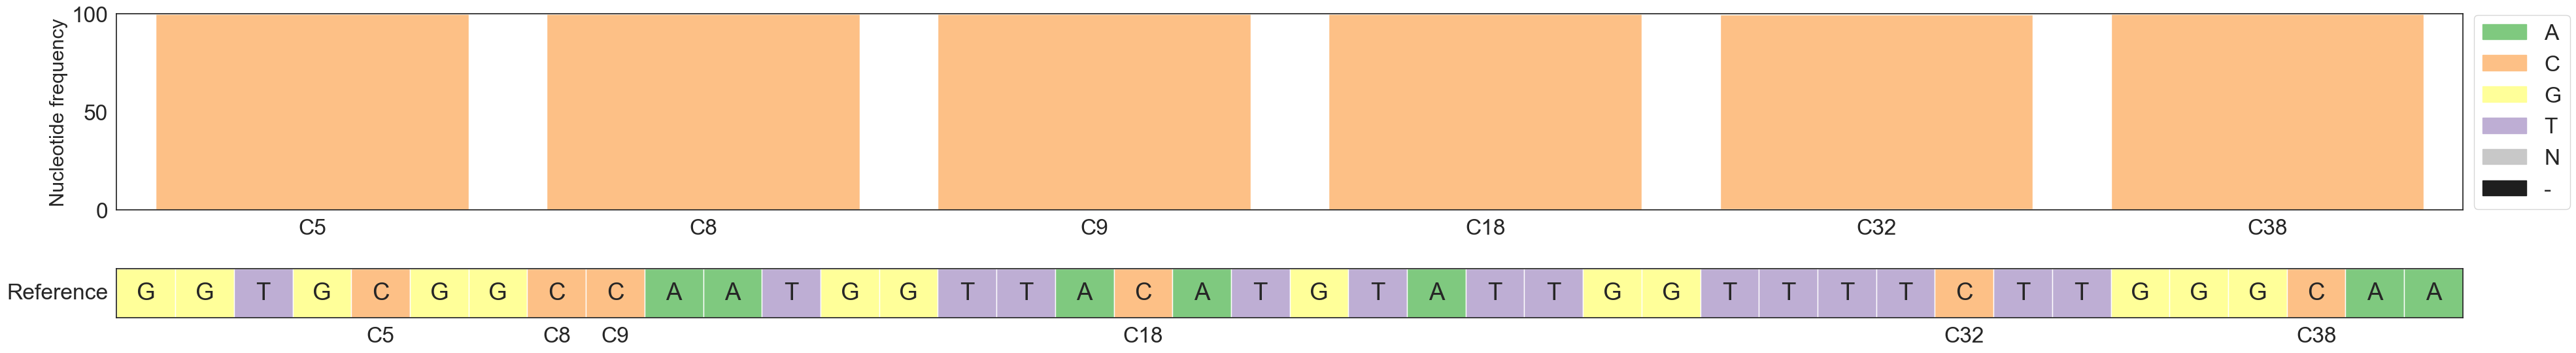 Nucleotide frequency
100
50
0
C5 C8 C9 C18 C32 C38
A
C
G
T
N
-
Reference G G T G C G G C C A A T G G T T A C A T G T A T T G G T T T T C T T G G G C A A
C5 C8 C9 C18 C32 C38